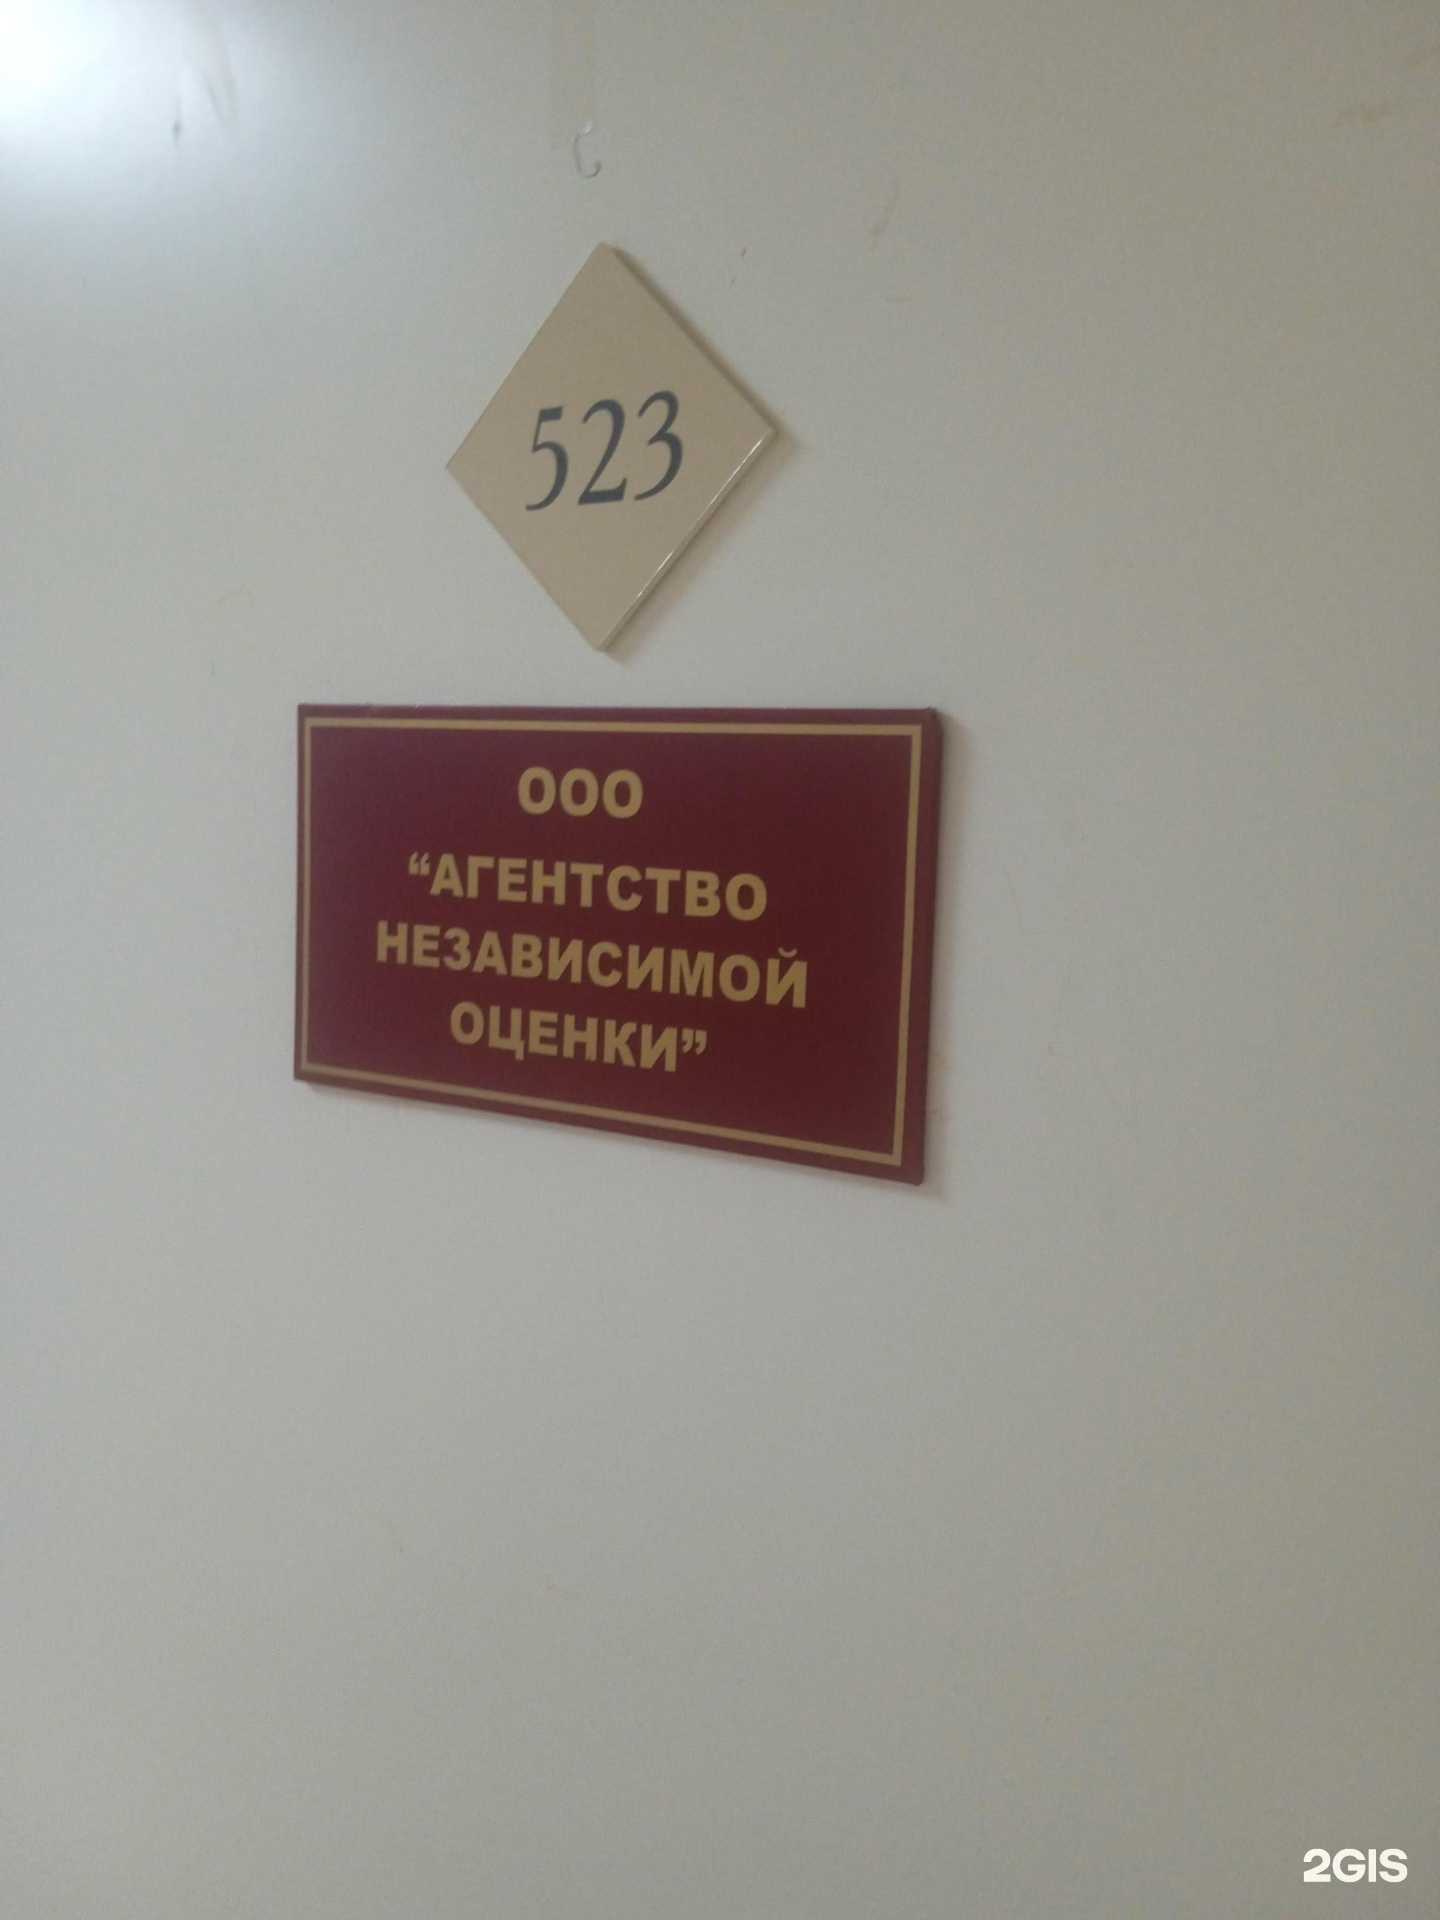 523
ООО
“АГЕНТСТВО
НЕЗАВИСИМОЙ
ОЦЕНКИ”
2GIS